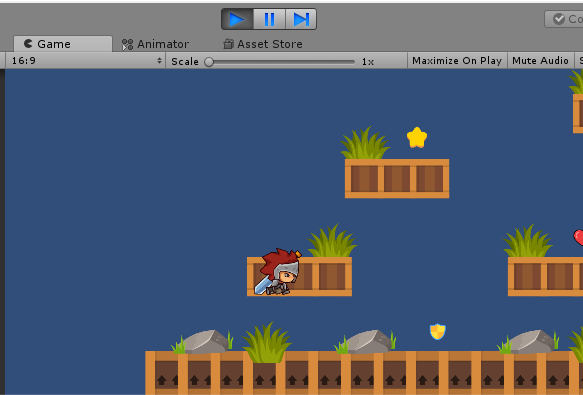 Game Animator Asset Store
16:9 Scale 1x Maximize On Play Mute Audio